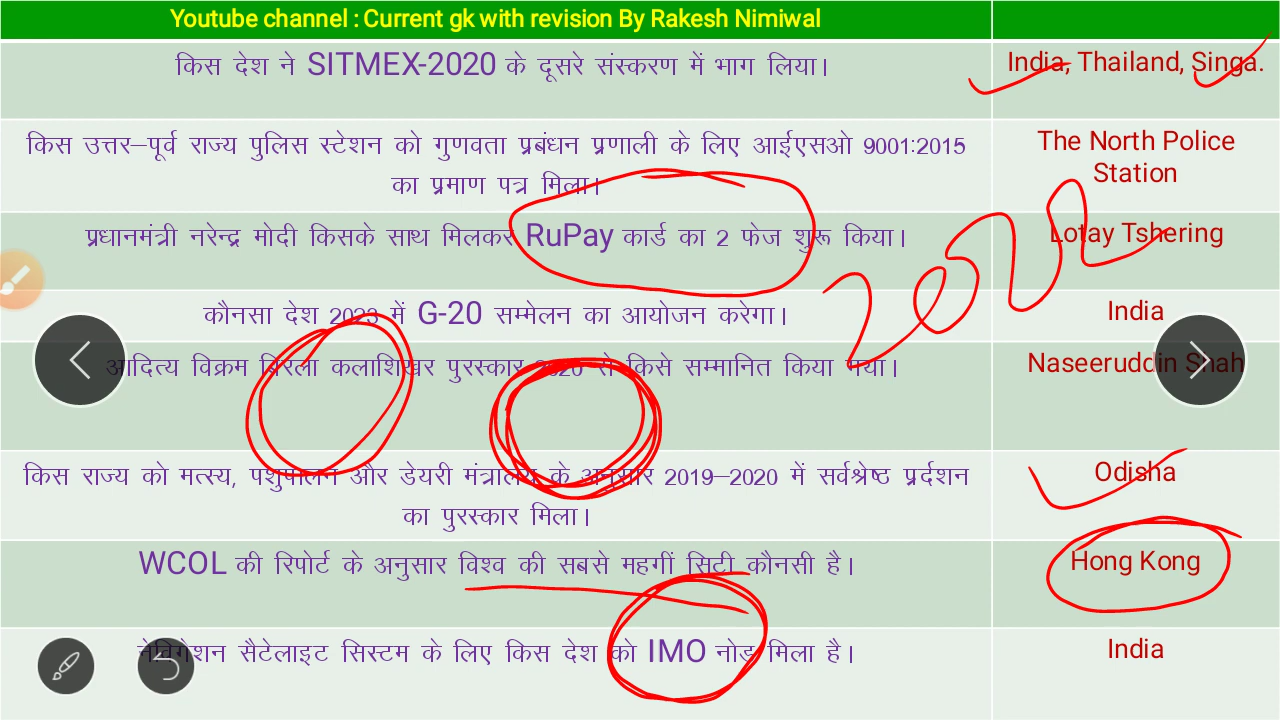 Youtube channel : Current gk with revision By Rakesh Nimiwal
किस देश ने SITMEX-2020 के दूसरे संस्करण में भाग लिया।
India, Thailand, Singa.
किस उत्तर–पूर्व राज्य पुलिस स्टेशन को गुणवता प्रबंधन प्रणाली के लिए आईएसओ 9001:2015
का प्रमाण पत्र मिला।
The North Police
Station
प्रधानमंत्री नरेन्द्र मोदी किसके साथ मिलकर RuPay कार्ड का 2 फेज शुरू किया।
Lotay Tshering
कौनसा देश 2023 में G-20 सम्मेलन का आयोजन करेगा।
India
आदित्य विक्रम बिरला कलाशिखर पुरस्कार 2020 से किसे सम्मानित किया गया।
Naseeruddin Shah
किस राज्य को मत्स्य, पशुपालन और डेयरी मंत्रालय के अनुसार 2019–2020 में सर्वश्रेष्ठ प्रर्दशन
का पुरस्कार मिला।
Odisha
WCOL की रिपोर्ट के अनुसार विश्व की सबसे महगीं सिटी कौनसी है।
Hong Kong
नेविगेशन सैटेलाइट सिस्टम के लिए किस देश को IMO नोड मिला है।
India